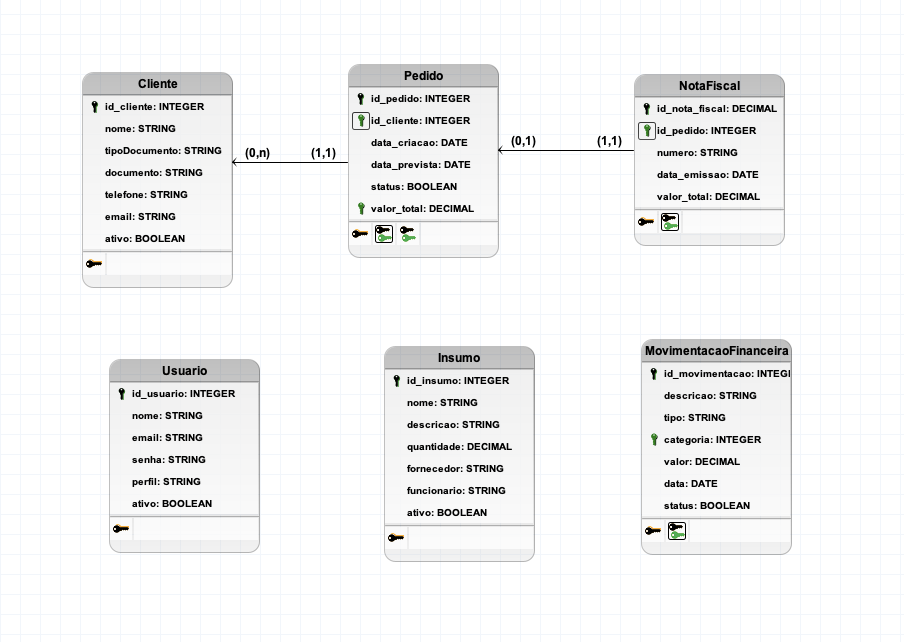 Cliente
id_cliente: INTEGER
nome: STRING
tipoDocumento: STRING
documento: STRING
telefone: STRING
email: STRING
ativo: BOOLEAN
(0,n)
(1,1)
Pedido
id_pedido: INTEGER
id_cliente: INTEGER
data_criacao: DATE
data_prevista: DATE
status: BOOLEAN
valor_total: DECIMAL
(0,1)
(1,1)
NotaFiscal
id_nota_fiscal: DECIMAL
id_pedido: INTEGER
numero: STRING
data_emissao: DATE
valor_total: DECIMAL
Usuario
id_usuario: INTEGER
nome: STRING
email: STRING
senha: STRING
perfil: STRING
ativo: BOOLEAN
Insumo
id_insumo: INTEGER
nome: STRING
descricao: STRING
quantidade: DECIMAL
fornecedor: STRING
funcionario: STRING
ativo: BOOLEAN
MovimentacaoFinanceira
id_movimentacao: INTEG
descricao: STRING
tipo: STRING
categoria: INTEGER
valor: DECIMAL
data: DATE
status: BOOLEAN